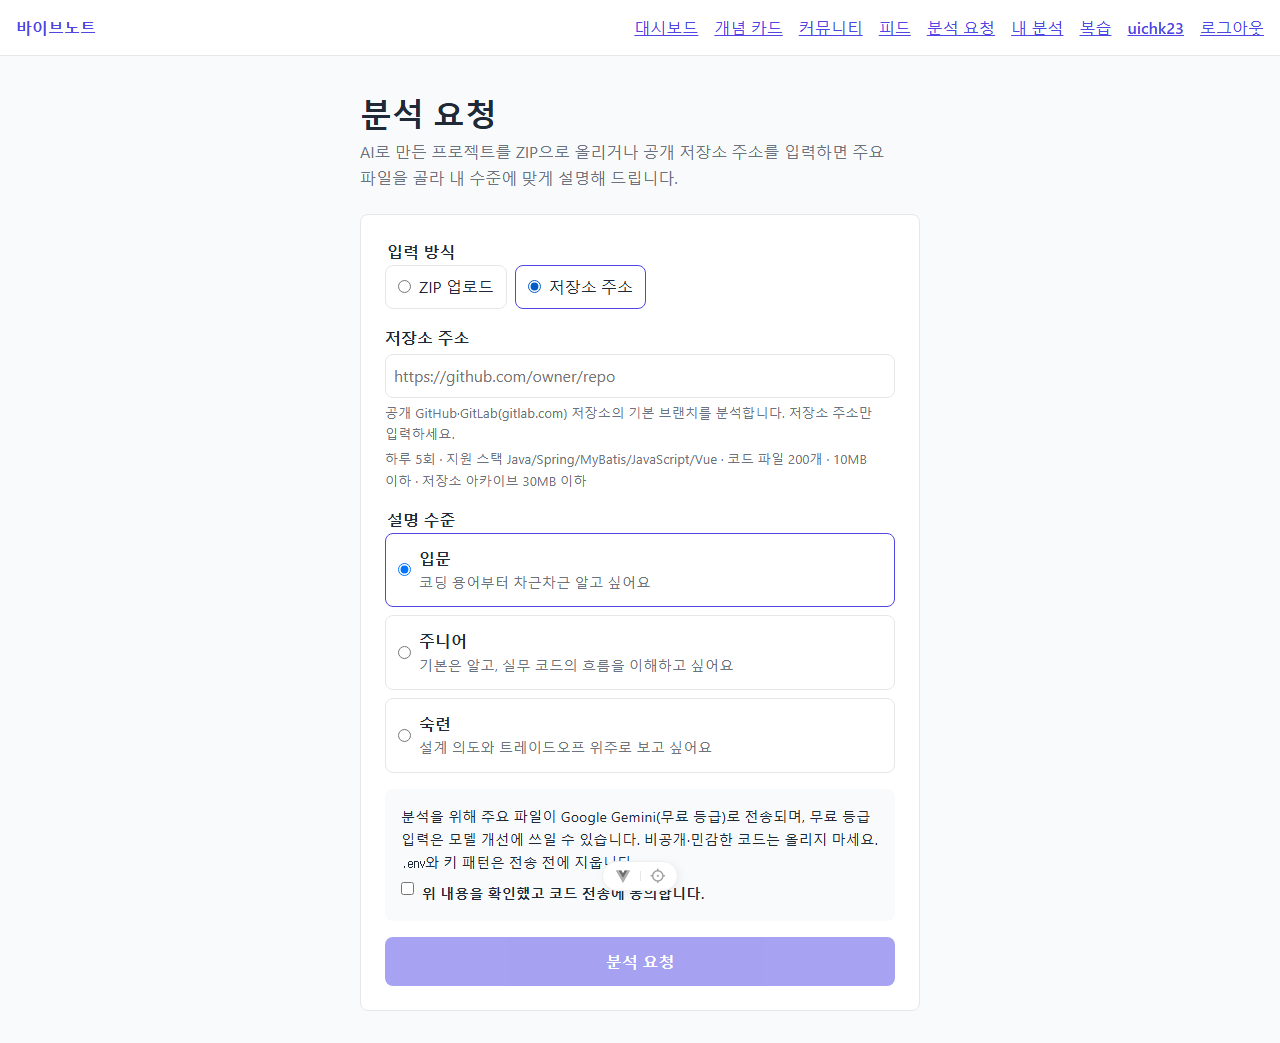 바이브노트
대시보드 개념 카드 커뮤니티 피드 분석 요청 내 분석 복습 uichk23 로그아웃
분석 요청
AI로 만든 프로젝트를 ZIP으로 올리거나 공개 저장소 주소를 입력하면 주요
파일을 골라 내 수준에 맞게 설명해 드립니다.
입력 방식
ZIP 업로드
저장소 주소
저장소 주소
https://github.com/owner/repo
공개 GitHub·GitLab(gitlab.com) 저장소의 기본 브랜치를 분석합니다. 저장소 주소만
입력하세요.
하루 5회 · 지원 스택 Java/Spring/MyBatis/JavaScript/Vue · 코드 파일 200개 · 10MB
이하 · 저장소 아카이브 30MB 이하
설명 수준
입문
코딩 용어부터 차근차근 알고 싶어요
주니어
기본은 알고, 실무 코드의 흐름을 이해하고 싶어요
숙련
설계 의도와 트레이드오프 위주로 보고 싶어요
분석을 위해 주요 파일이 Google Gemini(무료 등급)로 전송되며, 무료 등급
입력은 모델 개선에 쓰일 수 있습니다. 비공개·민감한 코드는 올리지 마세요.
.env와 키 패턴은 전송 전에 지웁니다.
위 내용을 확인했고 코드 전송에 동의합니다.
분석 요청